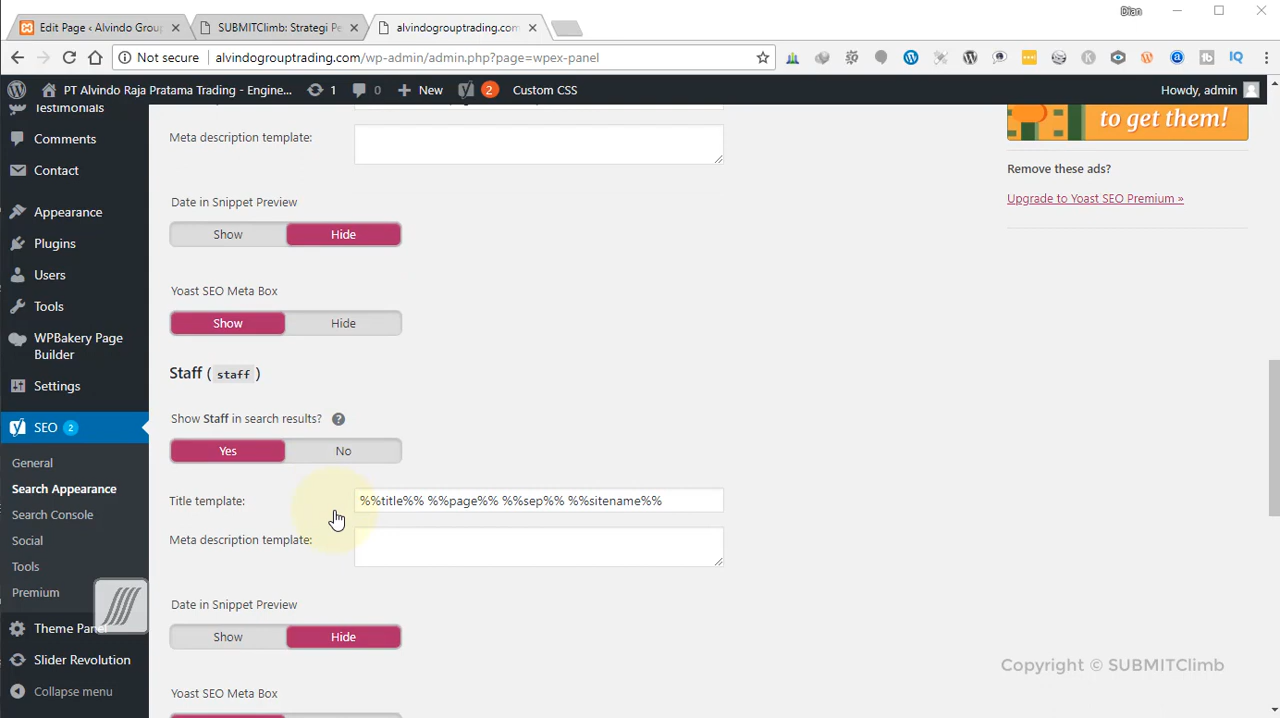 Dian
Edit Page ‹ Alvindo Grou
SUBMITClimb: Strategi Pe
alvindogrouptrading.com/
Not secure
alvindogrouptrading.com/wp-admin/admin.php?page=wpex-panel
PT Alvindo Raja Pratama Trading - Engine...
1
0
New
2
Custom CSS
Howdy, admin
Testimonials
Comments
Contact
Appearance
Plugins
Users
Tools
WPBakery Page
Builder
Settings
SEO 2
General
Search Appearance
Search Console
Social
Tools
Premium
Theme Panel
Slider Revolution
Collapse menu
Meta description template:
Date in Snippet Preview
Show
Hide
Yoast SEO Meta Box
Show
Hide
Staff ( staff )
Show Staff in search results? ?
Yes
No
Title template:
%%title%% %%page%% %%sep%% %%sitename%%
Meta description template:
Date in Snippet Preview
Show
Hide
Yoast SEO Meta Box
to get them!
Remove these ads?
Upgrade to Yoast SEO Premium »
Copyright © SUBMITClimb